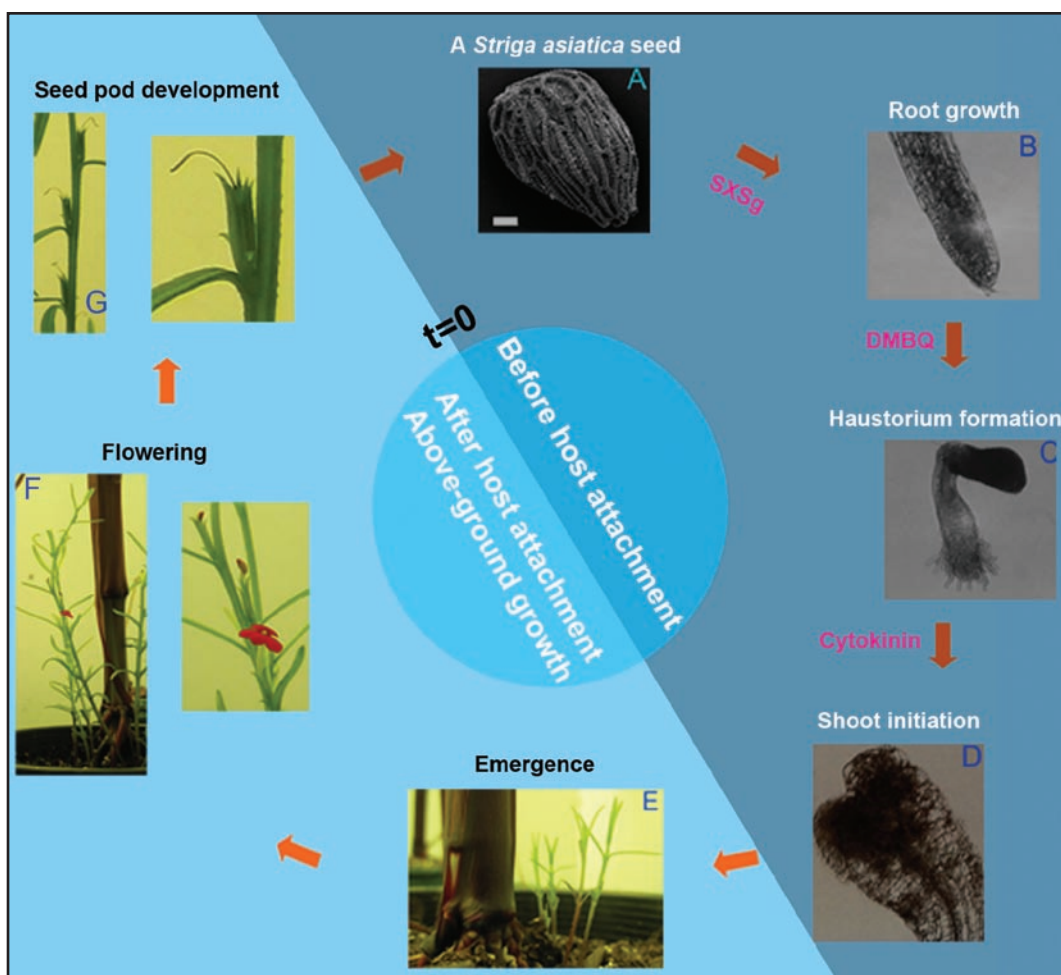 A Striga asiatica seed
A
SXSg
Root growth
B
DMBQ
Haustorium formation
C
Cytokinin
Shoot initiation
D
Emergence
E
Flowering
F
Seed pod development
G
t=0
Before host attachment
After host attachment
Above-ground growth